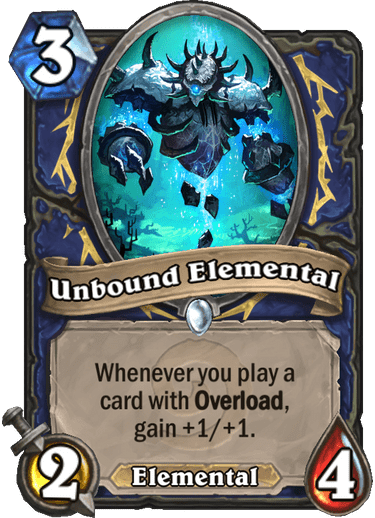 3
Unbound Elemental
Whenever you play a
card with Overload,
gain +1/+1.
2
Elemental
4